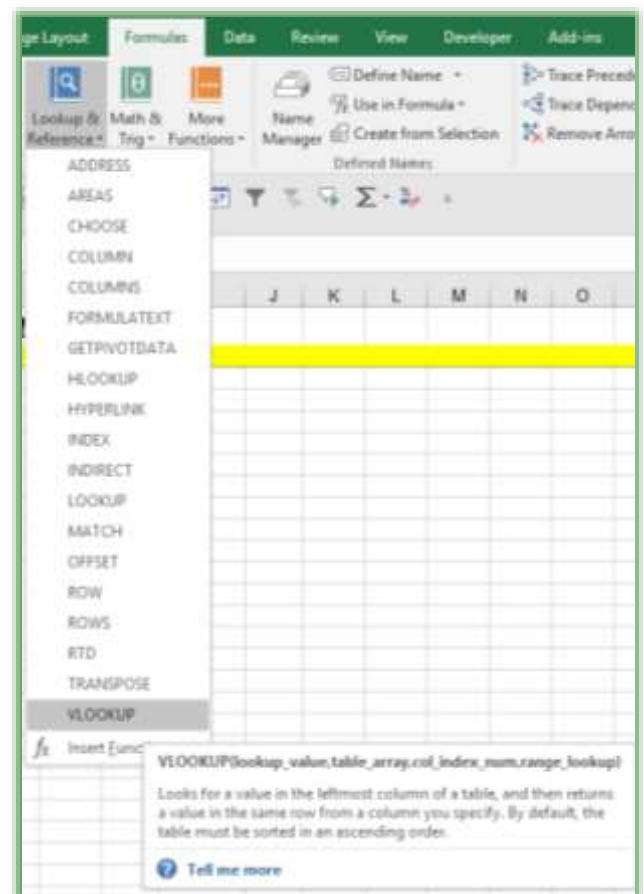 ge Layout Formulas Data Review View Developer Add-ins
Lookup & Reference Math & Trig More Functions
Name Manager
Define Name
Use in Formula
Create from Selection
Defined Names
Trace Preced
Trace Depen
Remove Arro
ADDRESS
AREAS
CHOOSE
COLUMN
COLUMNS
FORMULATEXT
GETPIVOTDATA
HLOOKUP
HYPERLINK
INDEX
INDIRECT
LOOKUP
MATCH
OFFSET
ROW
ROWS
RTD
TRANSPOSE
VLOOKUP
fx Insert Func
J K L M N O
VLOOKUP(lookup_value,table_array,col_index_num,range_lookup)
Looks for a value in the leftmost column of a table, and then returns
a value in the same row from a column you specify. By default, the
table must be sorted in an ascending order.
Tell me more